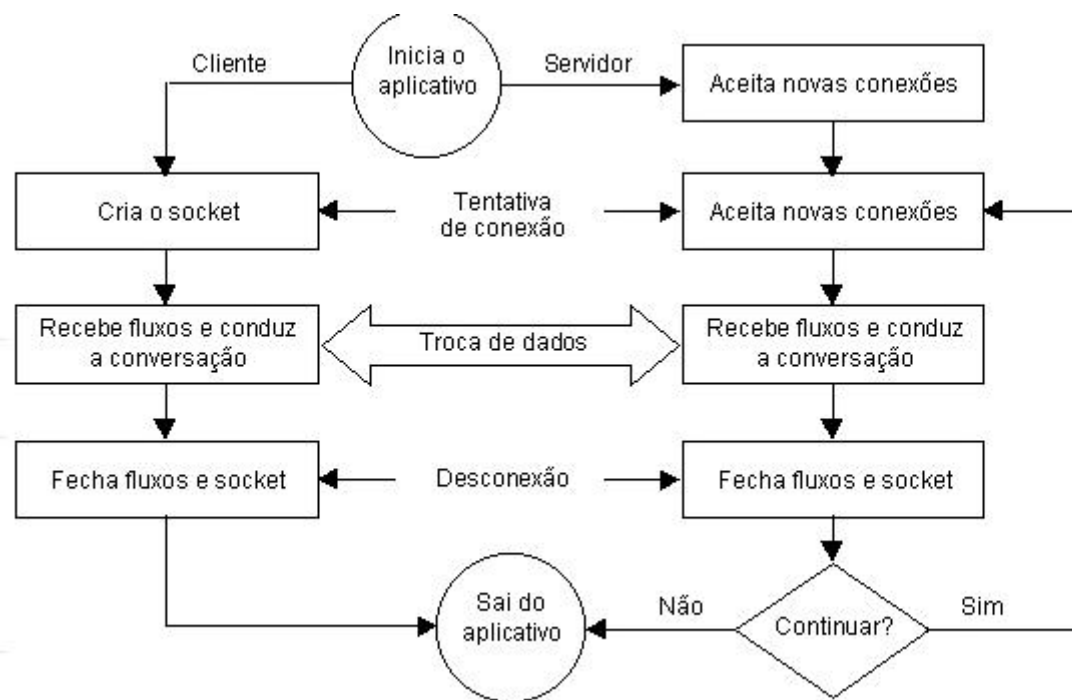 Cliente
Inicia o
aplicativo
Servidor
Aceita novas conexões
Cria o socket
Tentativa
de conexão
Aceita novas conexões
Recebe fluxos e conduz
a conversação
Troca de dados
Recebe fluxos e conduz
a conversação
Fecha fluxos e socket
Desconexão
Fecha fluxos e socket
Sai do
aplicativo
Não
Continuar?
Sim